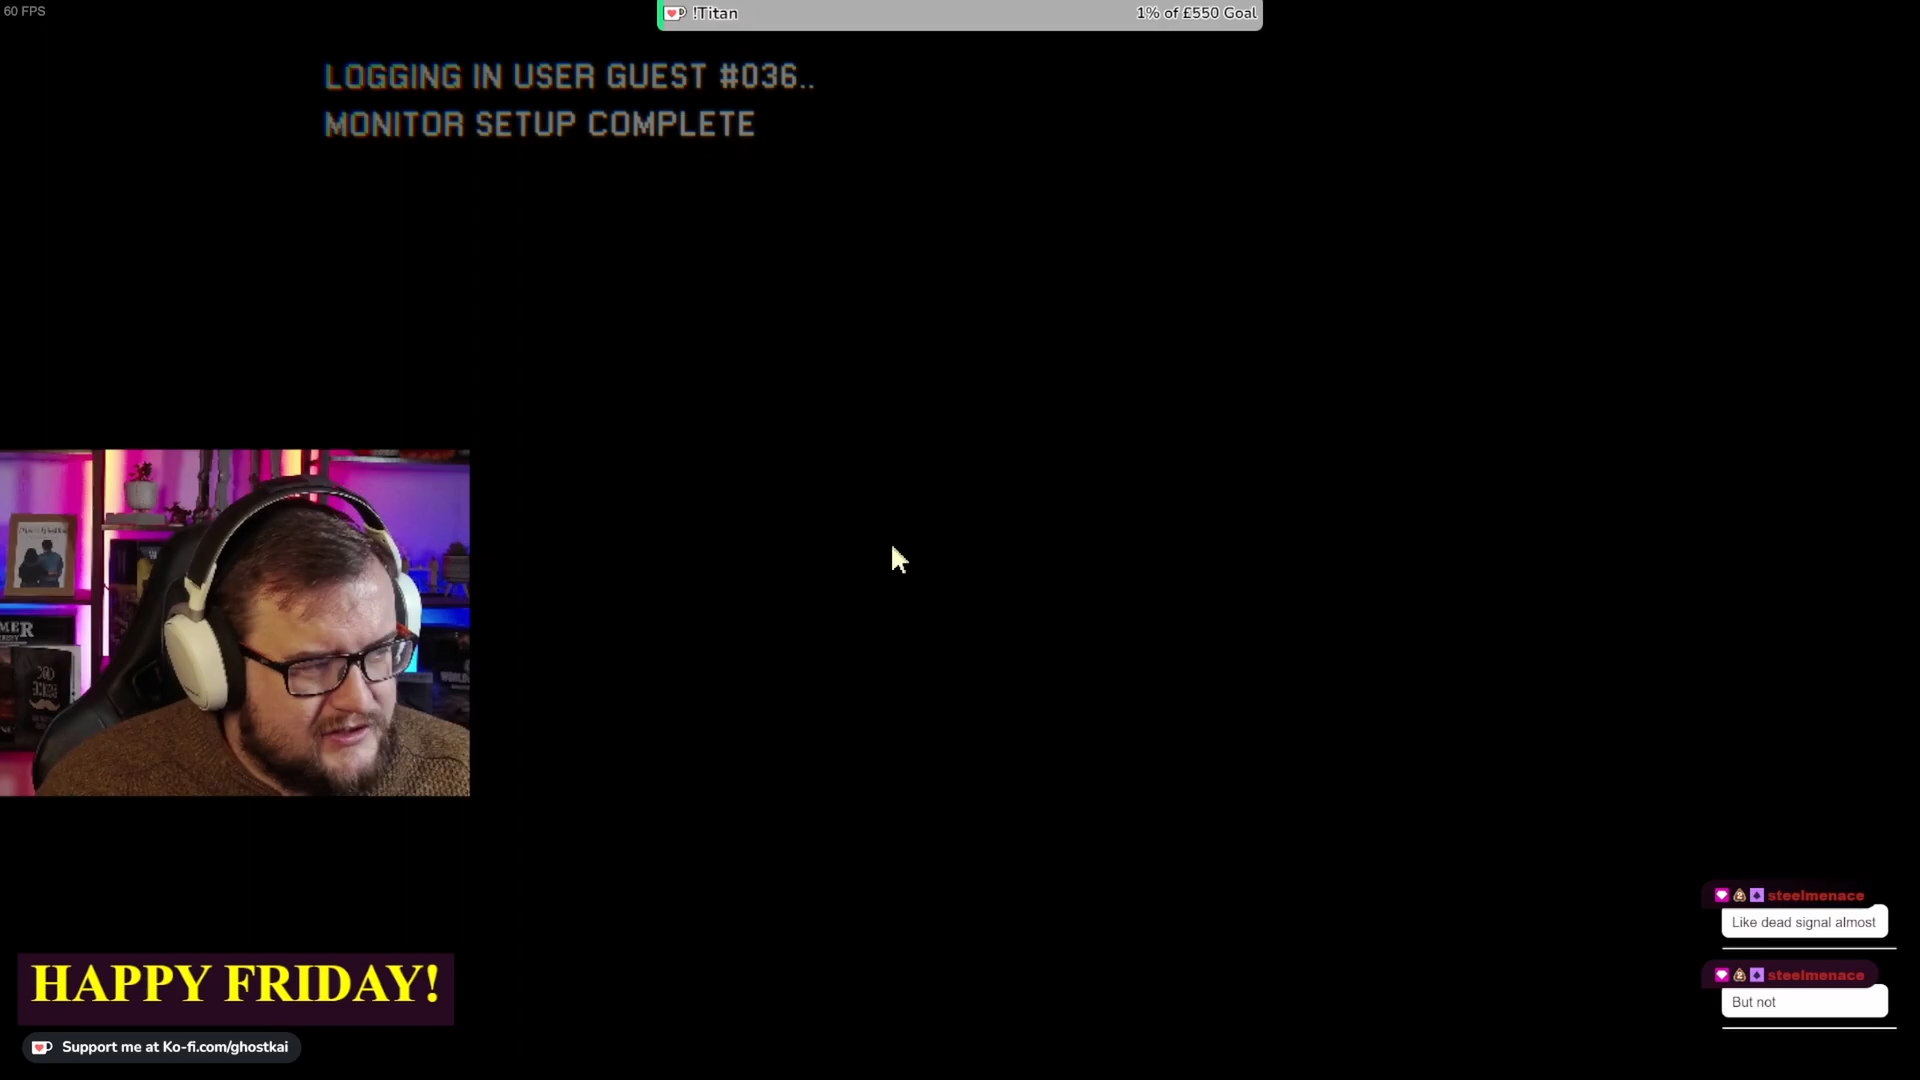 60 FPS
!Titan
1% of £550 Goal
LOGGING IN USER GUEST #036..
MONITOR SETUP COMPLETE
steelmenace
Like dead signal almost
steelmenace
But not
HAPPY FRIDAY!
Support me at Ko-fi.com/ghostkai